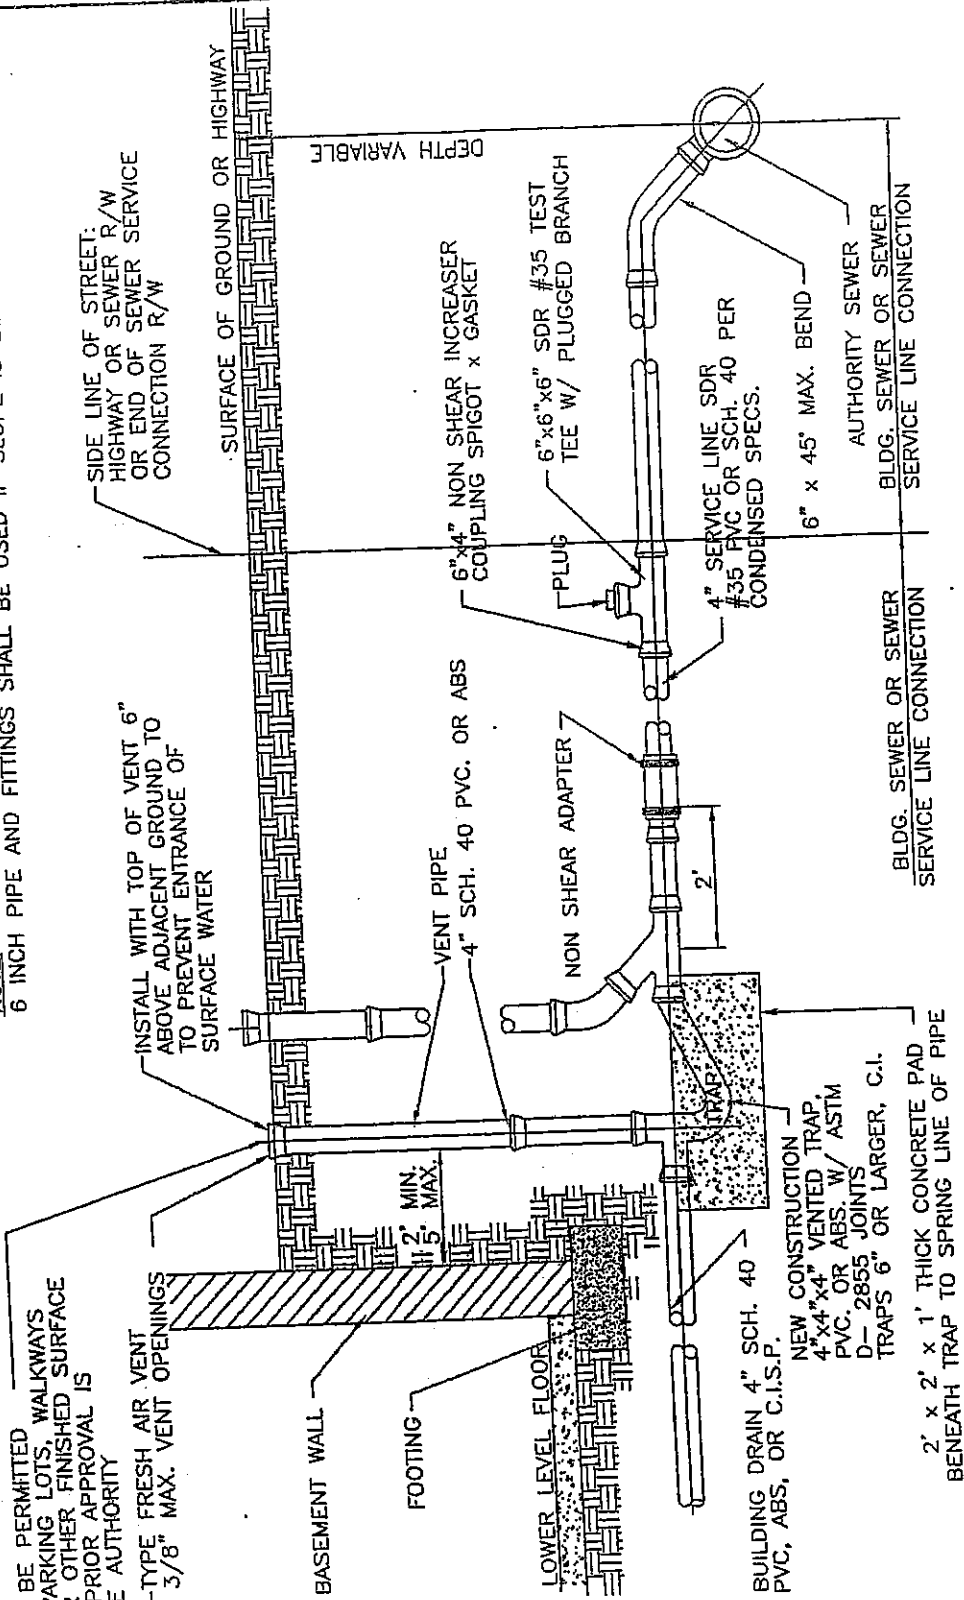 6 INCH PIPE AND FITTINGS SHALL BE USED IF SLOPE IS
BE PERMITTED
PARKING LOTS, WALKWAYS
OTHER FINISHED SURFACE
PRIOR APPROVAL IS
AUTHORITY
-TYPE FRESH AIR VENT
3/8" MAX. VENT OPENINGS
INSTALL WITH TOP OF VENT 6"
ABOVE ADJACENT GROUND TO
TO PREVENT ENTRANCE OF
SURFACE WATER
SIDE LINE OF STREET:
HIGHWAY OR SEWER R/W
OR END OF SEWER SERVICE
CONNECTION R/W
SURFACE OF GROUND OR HIGHWAY
DEPTH VARIABLE
BASEMENT WALL
2' MIN.
5' MAX.
VENT PIPE
4" SCH. 40 PVC. OR ABS
6"x4" NON SHEAR INCREASER
COUPLING SPIGOT x GASKET
PLUG
6"x6"x6" SDR #35 TEST
TEE W/ PLUGGED BRANCH
FOOTING
NON SHEAR ADAPTER
LOWER LEVEL FLOOR
2'
TRAP
4" SERVICE LINE SDR
#35 PVC OR SCH. 40 PER
CONDENSED SPECS.
6" x 45° MAX. BEND
AUTHORITY SEWER
BUILDING DRAIN 4" SCH. 40
PVC, ABS, OR C.I.S.P.
NEW CONSTRUCTION
4"x4"x4" VENTED TRAP,
PVC. OR ABS. W/ ASTM
D- 2855 JOINTS
TRAPS 6" OR LARGER, C.I.
2' x 2' x 1' THICK CONCRETE PAD
BENEATH TRAP TO SPRING LINE OF PIPE
BLDG. SEWER OR SEWER
SERVICE LINE CONNECTION
BLDG. SEWER OR SEWER
SERVICE LINE CONNECTION